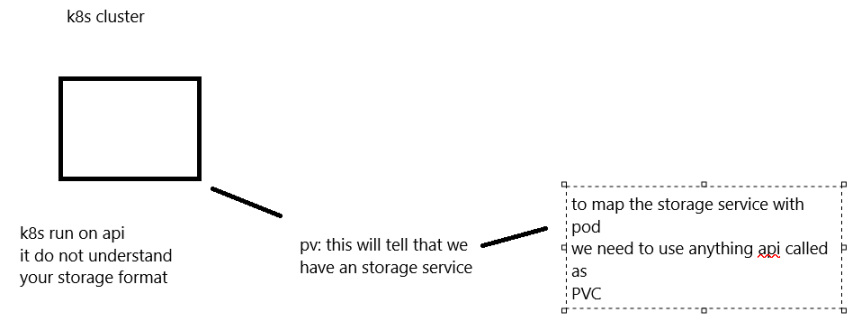 k8s cluster
k8s run on api
it do not understand
your storage format
pv: this will tell that we
have an storage service
to map the storage service with
pod
we need to use anything api called
as
PVC